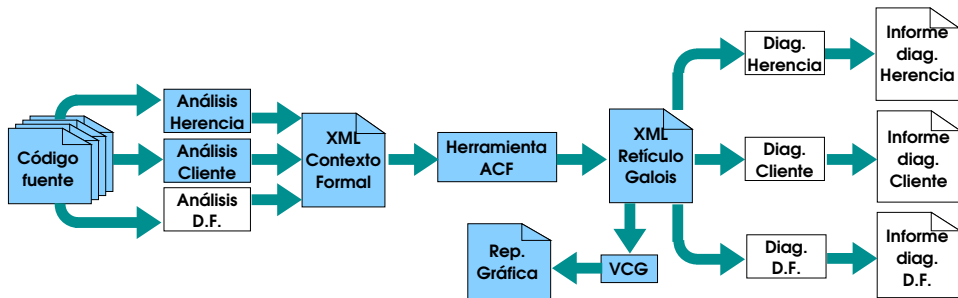 Código
fuente
Análisis
Herencia
Análisis
Cliente
Análisis
D.F.
XML
Contexto
Formal
Herramienta
ACF
XML
Retículo
Galois
Rep.
Gráfica
VCG
Diag.
Herencia
Diag.
Cliente
Diag.
D.F.
Informe
diag.
Herencia
Informe
diag.
Cliente
Informe
diag.
D.F.